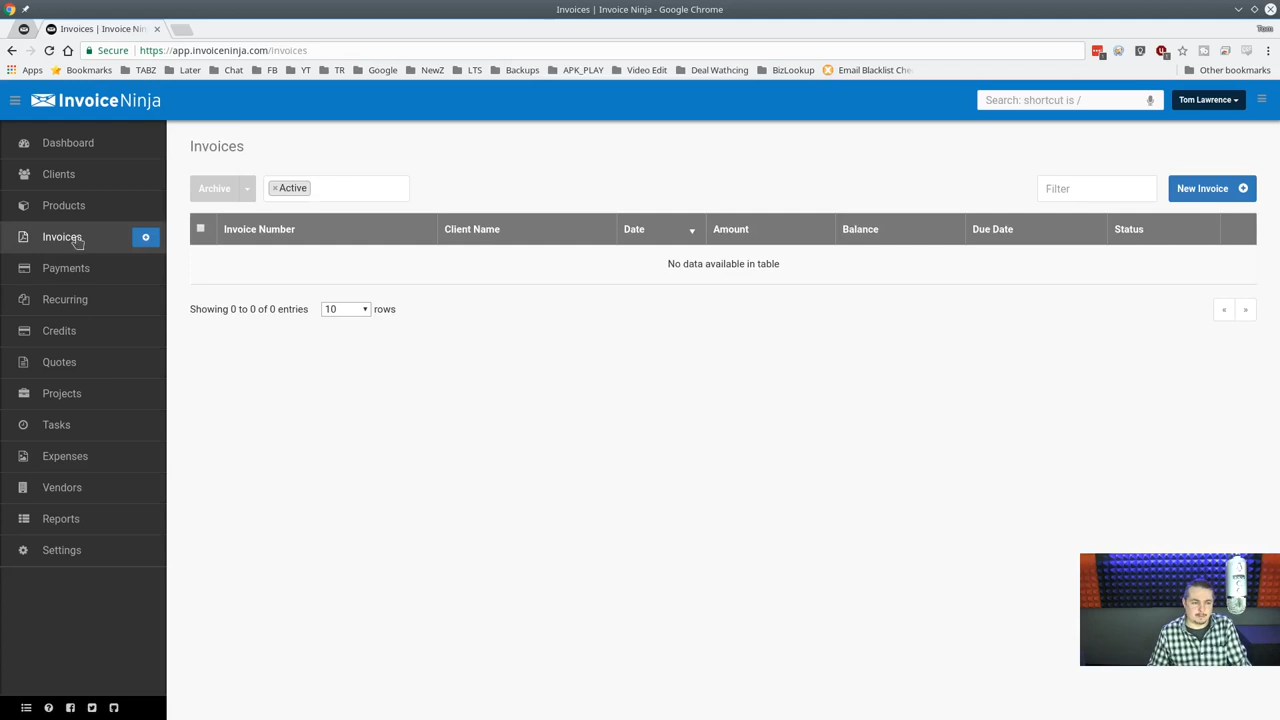 Invoices | Invoice Ninja - Google Chrome
Invoices | Invoice Nin
Tom
Secure https://app.invoiceninja.com/invoices
Apps Bookmarks TABZ Later Chat FB YT TR Google NewZ LTS Backups APK_PLAY Video Edit Deal Wathcing BizLookup Email Blacklist Che Other bookmarks
InvoiceNinja
Search: shortcut is /
Tom Lawrence
Dashboard
Clients
Products
Invoices
Payments
Recurring
Credits
Quotes
Projects
Tasks
Expenses
Vendors
Reports
Settings
Invoices
Archive × Active Filter New Invoice
Invoice Number Client Name Date Amount Balance Due Date Status
No data available in table
Showing 0 to 0 of 0 entries 10 rows « »